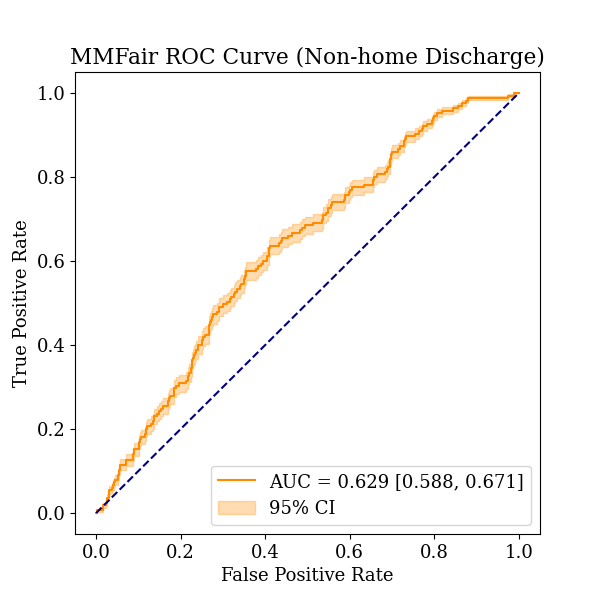 MMFair ROC Curve (Non-home Discharge)
True Positive Rate
1.0
0.8
0.6
0.4
0.2
0.0
AUC = 0.629 [0.588, 0.671]
95% CI
0.0 0.2 0.4 0.6 0.8 1.0
False Positive Rate